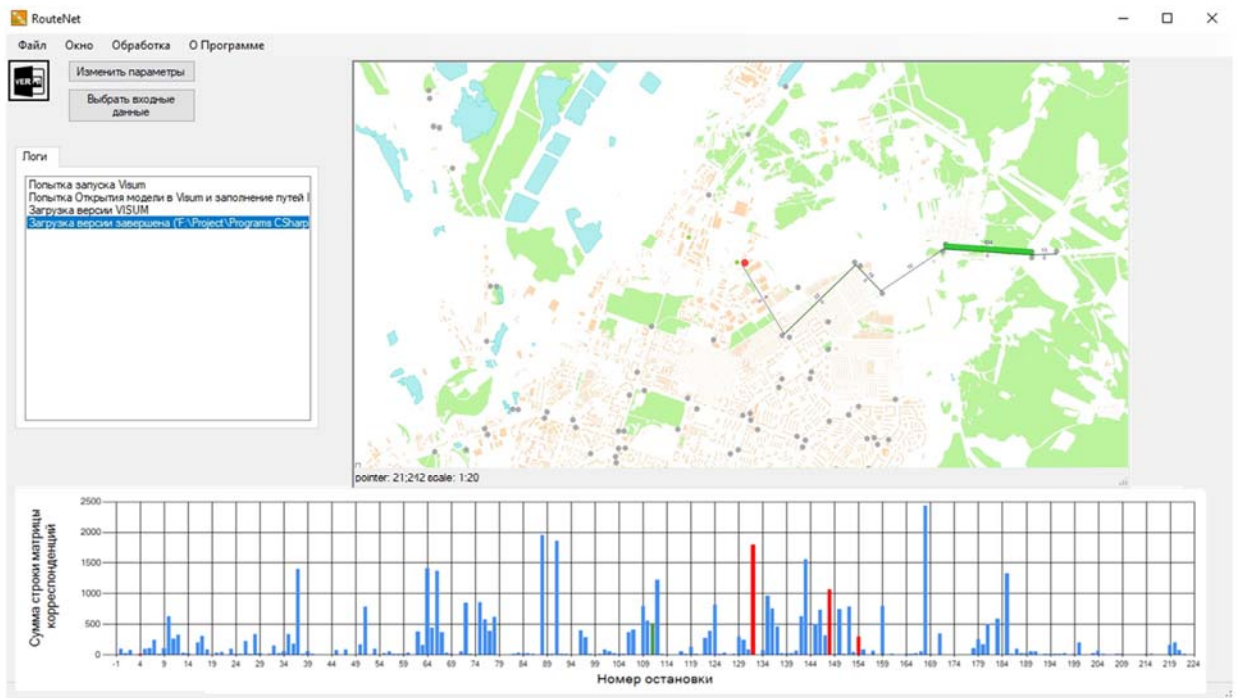 RouteNet
Файл Окно Обработка О Программе
VER
Изменить параметры
Выбрать входные
данные
Логи
Попытка запуска Visum
Попытка Открытия модели в Visum и заполнение путей
Загрузка версии VISUM
Загрузка версии завершена ('F:\Project\Programs CSharp
pointer: 21;242 scale: 1:20
Сумма строки матрицы
корреспонденций
2500
2000
1500
1000
500
0
-1 4 9 14 19 24 29 34 39 44 49 54 59 64 69 74 79 84 89 94 99 104 109 114 119 124 129 134 139 144 149 154 159 164 169 174 179 184 189 194 199 204 209 214 219 224
Номер остановки